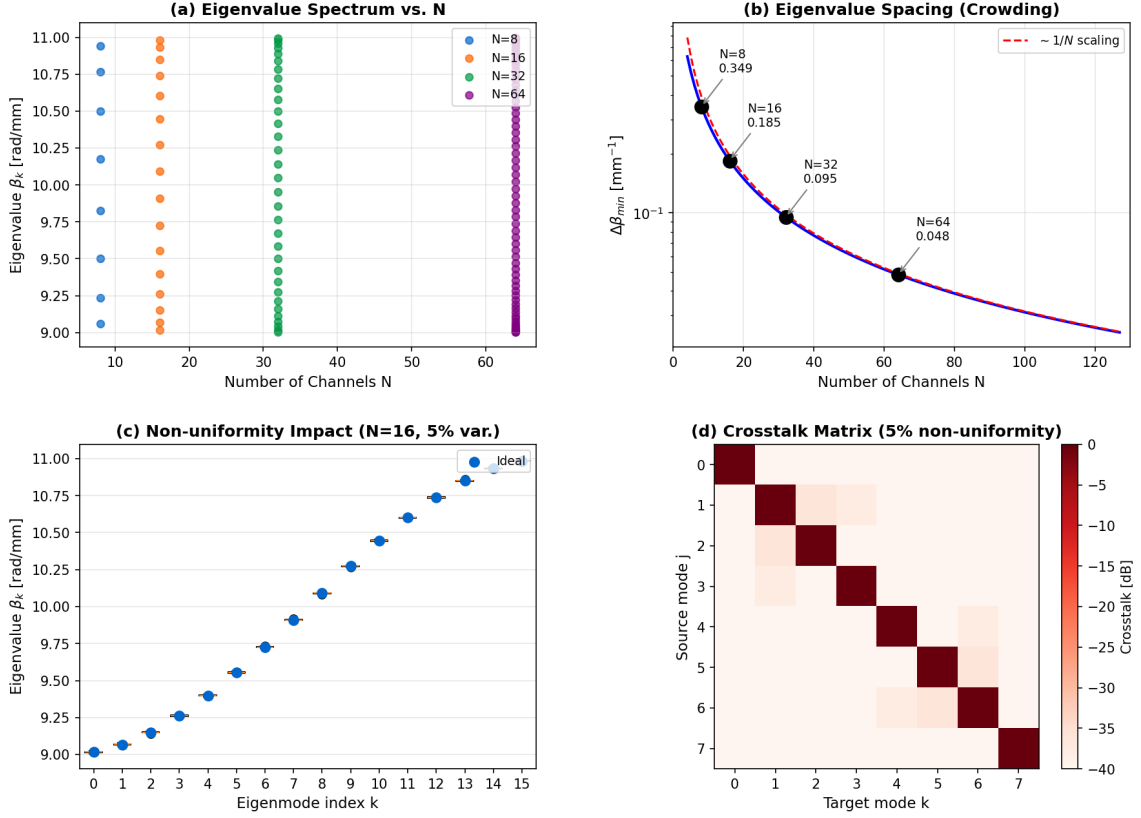 (a) Eigenvalue Spectrum vs. N
11.00
10.75
10.50
10.25
10.00
9.75
9.50
9.25
9.00
Eigenvalue βk [rad/mm]
N=8
N=16
N=32
N=64
10
20
30
40
50
60
Number of Channels N
(b) Eigenvalue Spacing (Crowding)
~ 1/N scaling
N=8
0.349
N=16
0.185
N=32
0.095
N=64
0.048
Δβmin [mm⁻¹]
10⁻¹
0
20
40
60
80
100
120
Number of Channels N
(c) Non-uniformity Impact (N=16, 5% var.)
Ideal
11.00
10.75
10.50
10.25
10.00
9.75
9.50
9.25
9.00
Eigenvalue βk [rad/mm]
0 1 2 3 4 5 6 7 8 9 10 11 12 13 14 15
Eigenmode index k
(d) Crosstalk Matrix (5% non-uniformity)
Source mode j
0
1
2
3
4
5
6
7
0 1 2 3 4 5 6 7
Target mode k
0
−5
−10
−15
−20
−25
−30
−35
−40
Crosstalk [dB]